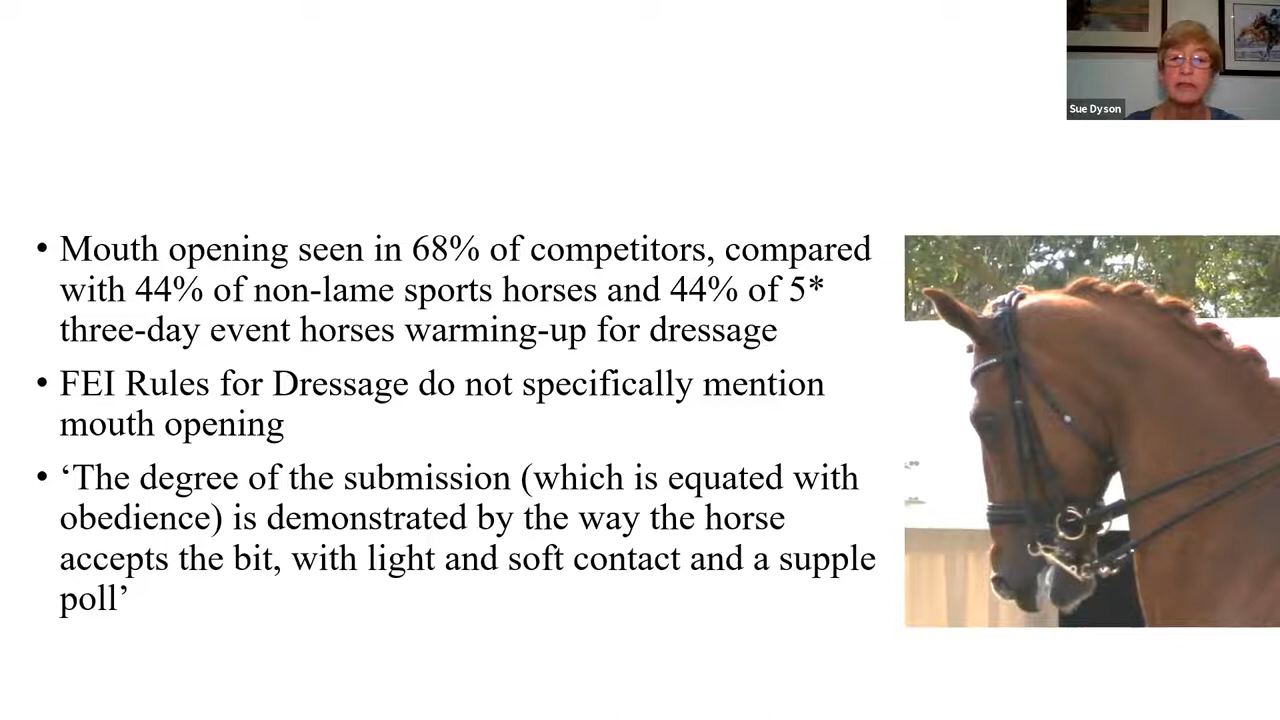 Sue Dyson
• Mouth opening seen in 68% of competitors, compared
with 44% of non-lame sports horses and 44% of 5*
three-day event horses warming-up for dressage
• FEI Rules for Dressage do not specifically mention
mouth opening
• ‘The degree of the submission (which is equated with
obedience) is demonstrated by the way the horse
accepts the bit, with light and soft contact and a supple
poll’